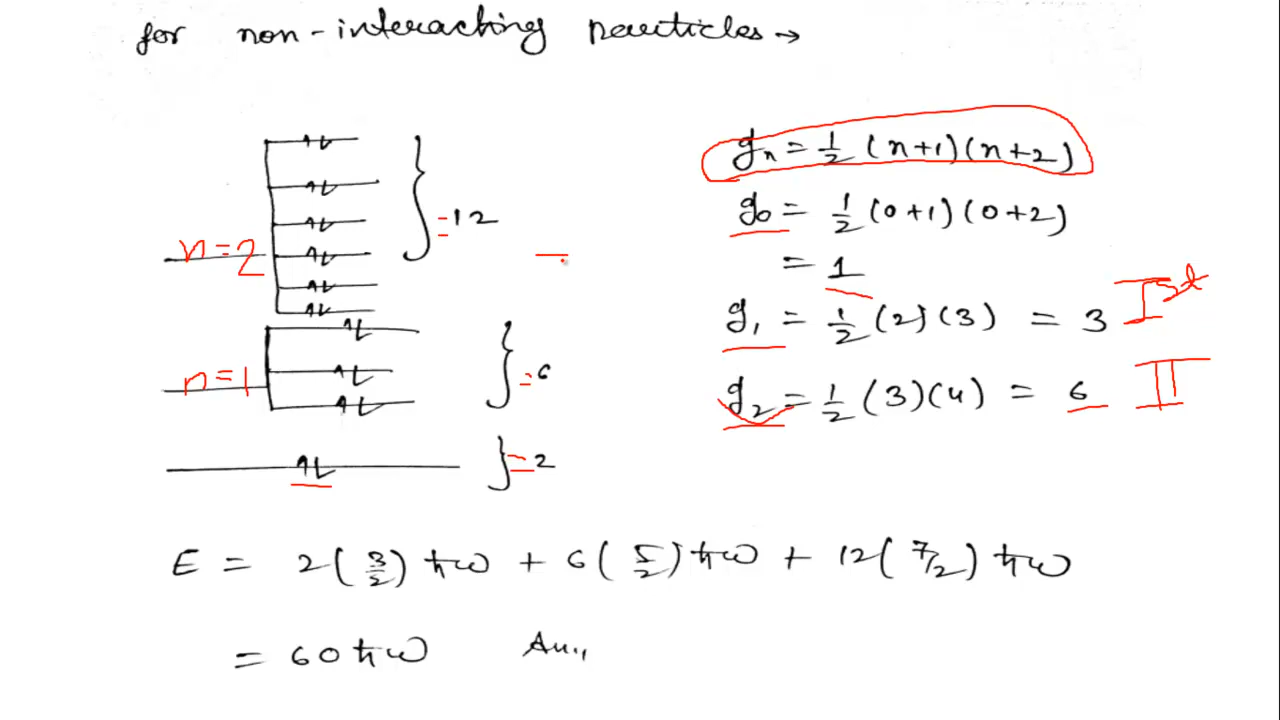 for non-interacting particles →
n=2
=12
n=1
=6
↑↓
=2
gₙ = 1/2 (n+1)(n+2)
g₀ = 1/2 (0+1)(0+2)
= 1
g₁ = 1/2 (2)(3) = 3 Ist
g₂ = 1/2 (3)(4) = 6 II
E = 2(3/2)ħω + 6(5/2)ħω + 12(7/2)ħω
= 60ħω Ans,